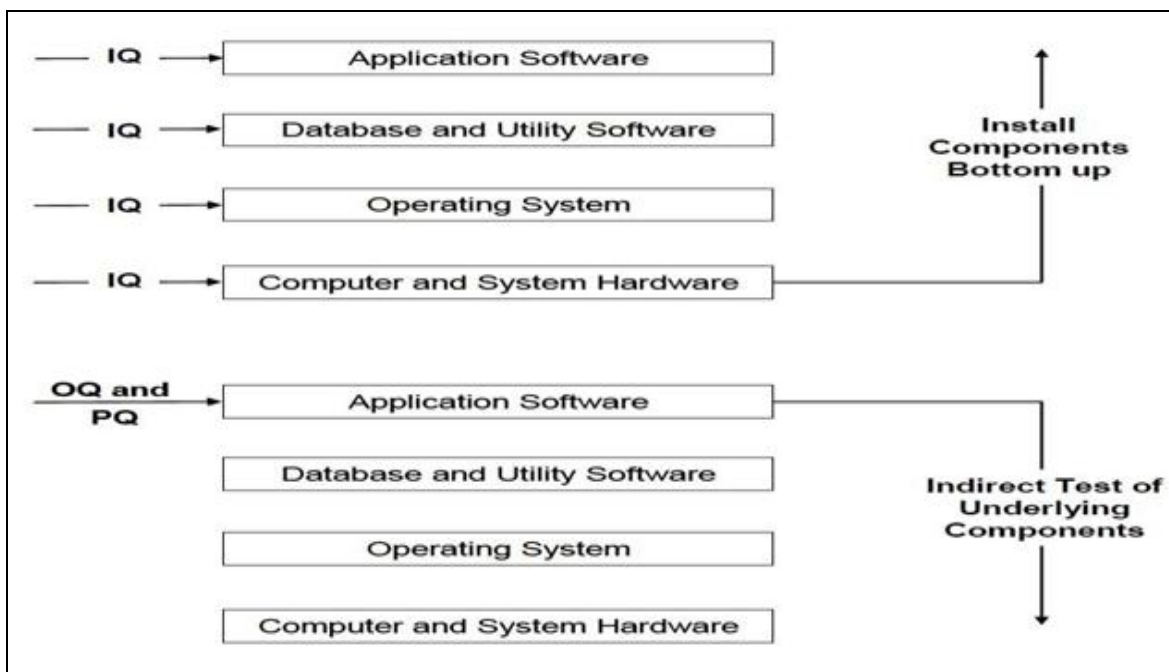 IQ
Application Software
IQ
Database and Utility Software
IQ
Operating System
IQ
Computer and System Hardware
Install
Components
Bottom up
OQ and
PQ
Application Software
Database and Utility Software
Operating System
Computer and System Hardware
Indirect Test of
Underlying
Components